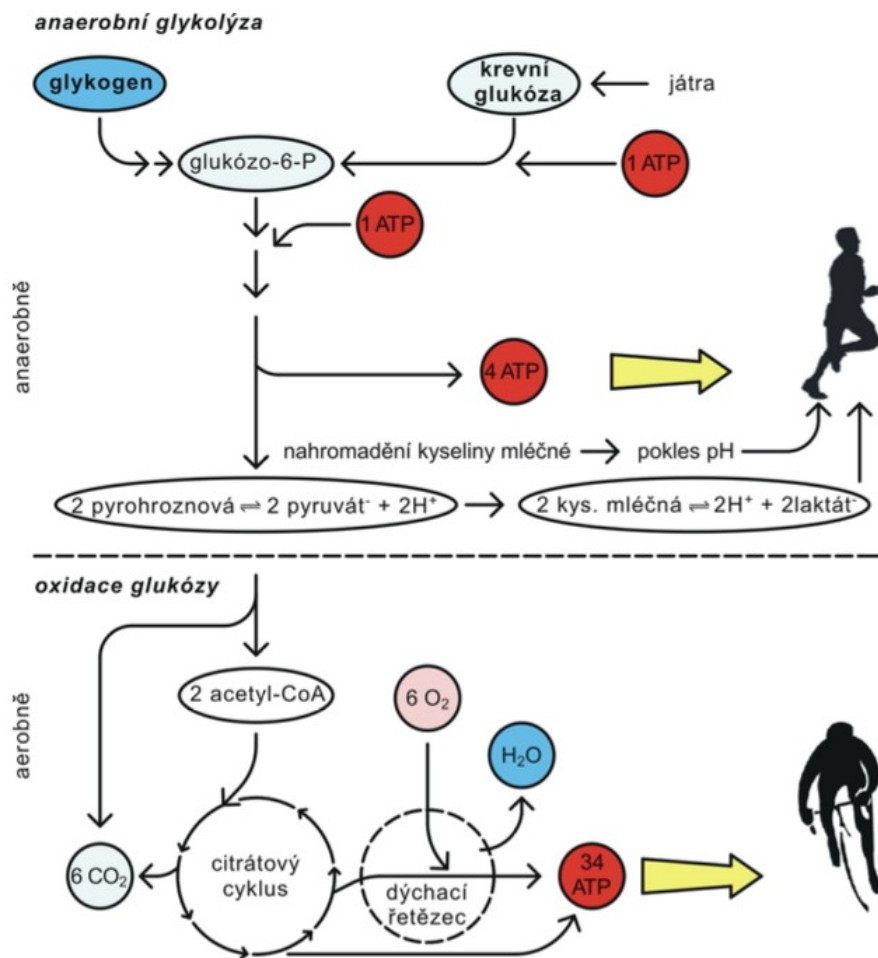 anaerobní glykolýza
glykogen
krevní
glukóza
játra
glukózo-6-P
1 ATP
1 ATP
anaerobně
4 ATP
nahromadění kyseliny mléčné
pokles pH
2 pyrohroznová ⇌ 2 pyruvát⁻ + 2H⁺
2 kys. mléčná ⇌ 2H⁺ + 2laktát⁻
oxidace glukózy
aerobně
2 acetyl-CoA
6 O₂
H₂O
6 CO₂
citrátový
cyklus
dýchací
řetězec
34
ATP